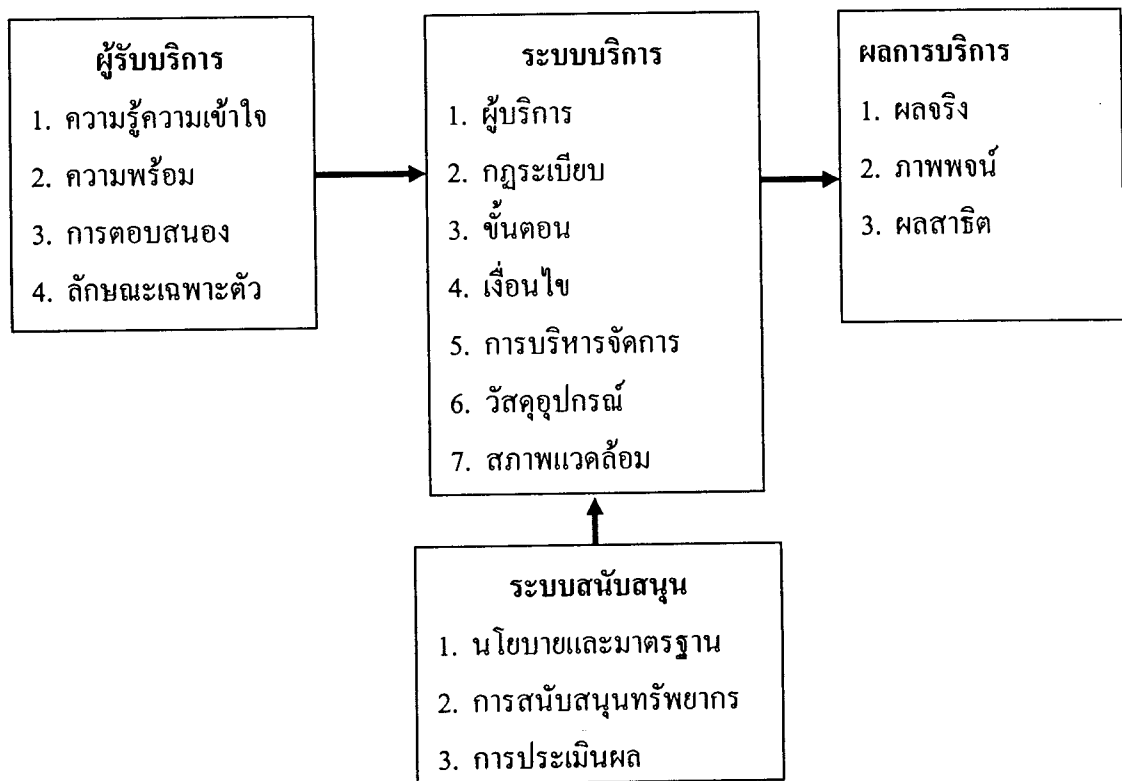 ผู้รับบริการ
1. ความรู้ความเข้าใจ
2. ความพร้อม
3. การตอบสนอง
4. ลักษณะเฉพาะตัว
ระบบบริการ
1. ผู้บริการ
2. กฎระเบียบ
3. ขั้นตอน
4. เงื่อนไข
5. การบริหารจัดการ
6. วัสดุอุปกรณ์
7. สภาพแวดล้อม
ผลการบริการ
1. ผลจริง
2. ภาพพจน์
3. ผลสาธิต
ระบบสนับสนุน
1. นโยบายและมาตรฐาน
2. การสนับสนุนทรัพยากร
3. การประเมินผล